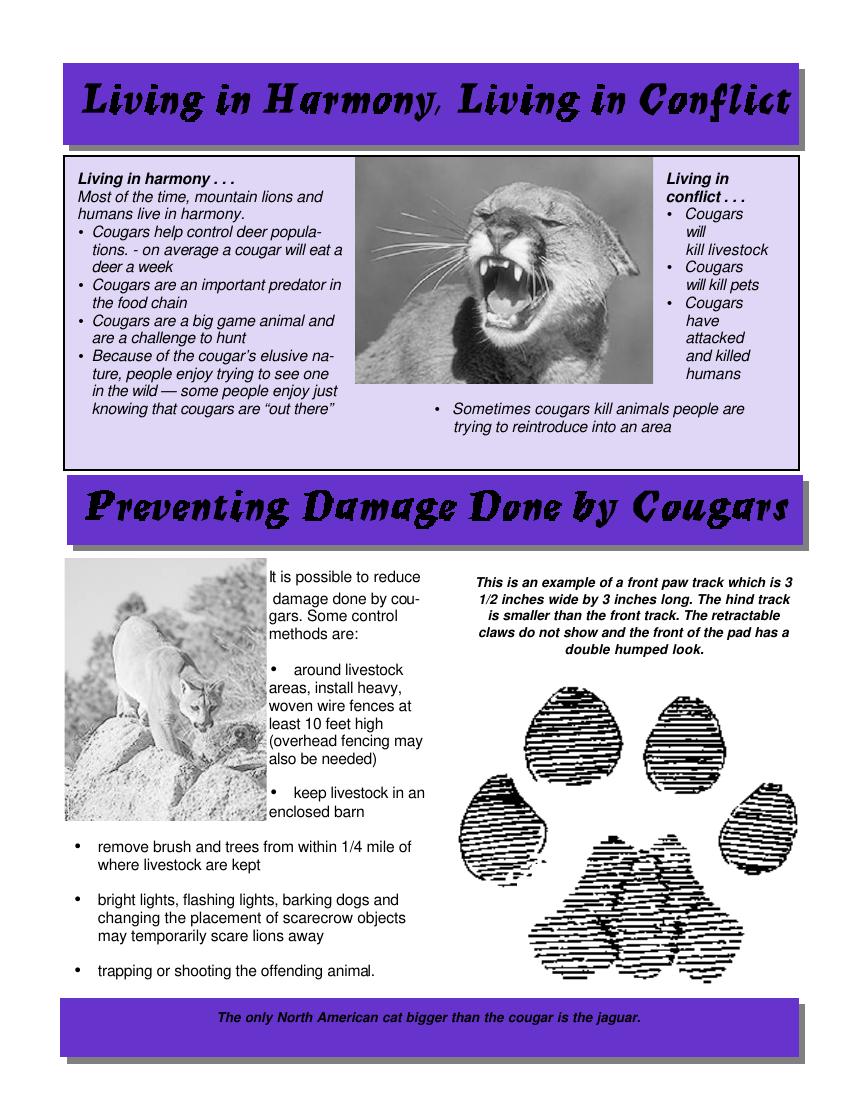 Living in Harmony, Living in Conflict
Living in harmony . . .
Most of the time, mountain lions and
humans live in harmony.
• Cougars help control deer popula-
tions. - on average a cougar will eat a
deer a week
• Cougars are an important predator in
the food chain
• Cougars are a big game animal and
are a challenge to hunt
• Because of the cougar’s elusive na-
ture, people enjoy trying to see one
in the wild — some people enjoy just
knowing that cougars are “out there”
Living in
conflict . . .
• Cougars
will
kill livestock
• Cougars
will kill pets
• Cougars
have
attacked
and killed
humans
• Sometimes cougars kill animals people are
trying to reintroduce into an area
Preventing Damage Done by Cougars
It is possible to reduce
damage done by cou-
gars. Some control
methods are:
• around livestock
areas, install heavy,
woven wire fences at
least 10 feet high
(overhead fencing may
also be needed)
• keep livestock in an
enclosed barn
• remove brush and trees from within 1/4 mile of
where livestock are kept
• bright lights, flashing lights, barking dogs and
changing the placement of scarecrow objects
may temporarily scare lions away
• trapping or shooting the offending animal.
This is an example of a front paw track which is 3
1/2 inches wide by 3 inches long. The hind track
is smaller than the front track. The retractable
claws do not show and the front of the pad has a
double humped look.
The only North American cat bigger than the cougar is the jaguar.